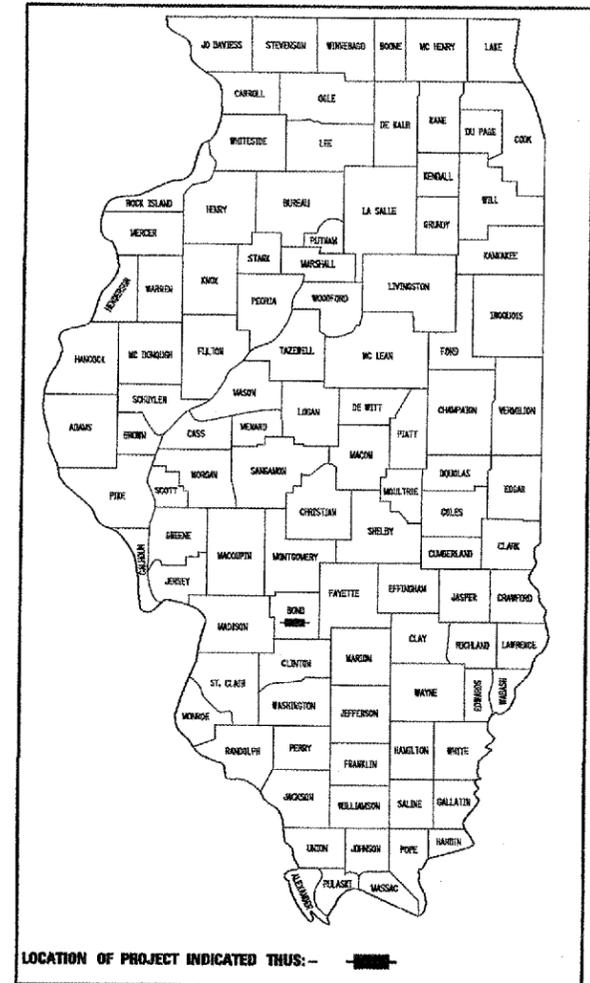 JO DAVIESS STEVENSON WINNEBAGO BOONE MC HENRY LAKE
CARROLL OGLE DE KALB KANE DU PAGE COOK
WHITESIDE LEE
KENDALL
ROCK ISLAND HENRY BUREAU LA SALLE GRUNDY WILL
MERCER PUTNAM
STARK MARSHALL KANKAKEE
HENDERSON WARREN KNOX PEORIA WOODFORD LIVINGSTON IROQUOIS
HANCOCK MC DONOUGH FULTON TAZEWELL MC LEAN FORD
SCHUYLER MASON LOGAN DE WITT CHAMPAIGN VERMILION
ADAMS BROWN CASS MENARD PIATT
MACON
PIKE SCOTT MORGAN SANGAMON MOULTRIE DOUGLAS EDGAR
CHRISTIAN COLES
GREENE SHELBY
CALHOUN MACOUPIN MONTGOMERY CUMBERLAND CLARK
JERSEY FAYETTE EFFINGHAM JASPER CRAWFORD
MADISON BOND
CLAY RICHLAND LAWRENCE
CLINTON MARION
ST. CLAIR WAYNE EDWARDS WABASH
MONROE WASHINGTON JEFFERSON
RANDOLPH PERRY HAMILTON WHITE
FRANKLIN
JACKSON WILLIAMSON SALINE GALLATIN
UNION JOHNSON POPE HARDIN
ALEXANDER PULASKI MASSAC
LOCATION OF PROJECT INDICATED THUS:-